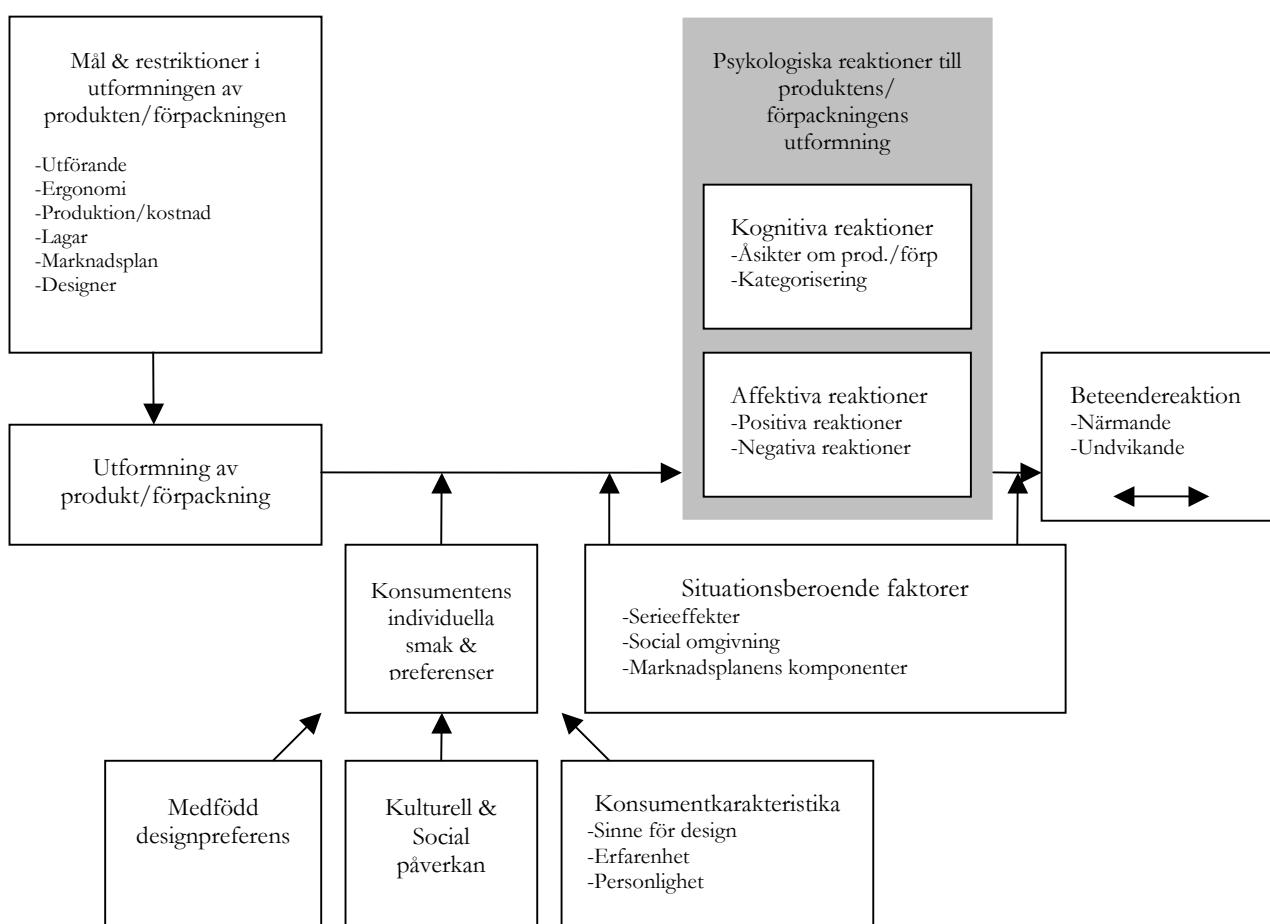 Mål & restriktioner i
utformningen av
produkten/förpackningen
-Utförande
-Ergonomi
-Produktion/kostnad
-Lagar
-Marknadsplan
-Designer
Psykologiska reaktioner till
produktens/
förpackningens
utformning
Kognitiva reaktioner
-Åsikter om prod./förp
-Kategorisering
Affektiva reaktioner
-Positiva reaktioner
-Negativa reaktioner
Beteendereaktion
-Närmande
-Undvikande
Utformning av
produkt/förpackning
Konsumentens
individuella
smak &
preferenser
Situationsberoende faktorer
-Serieeffekter
-Social omgivning
-Marknadsplanens komponenter
Medfödd
designpreferens
Kulturell &
Social
påverkan
Konsumentkarakteristika
-Sinne för design
-Erfarenhet
-Personlighet